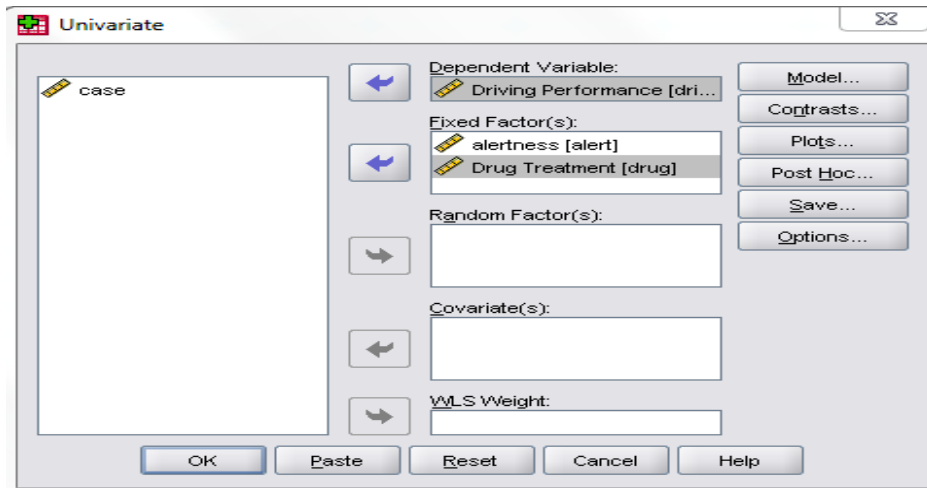 Univariate
case
Dependent Variable:
Driving Performance [dri...
Fixed Factor(s):
alertness [alert]
Drug Treatment [drug]
Random Factor(s):
Covariate(s):
WLS Weight:
Model...
Contrasts...
Plots...
Post Hoc...
Save...
Options...
OK
Paste
Reset
Cancel
Help